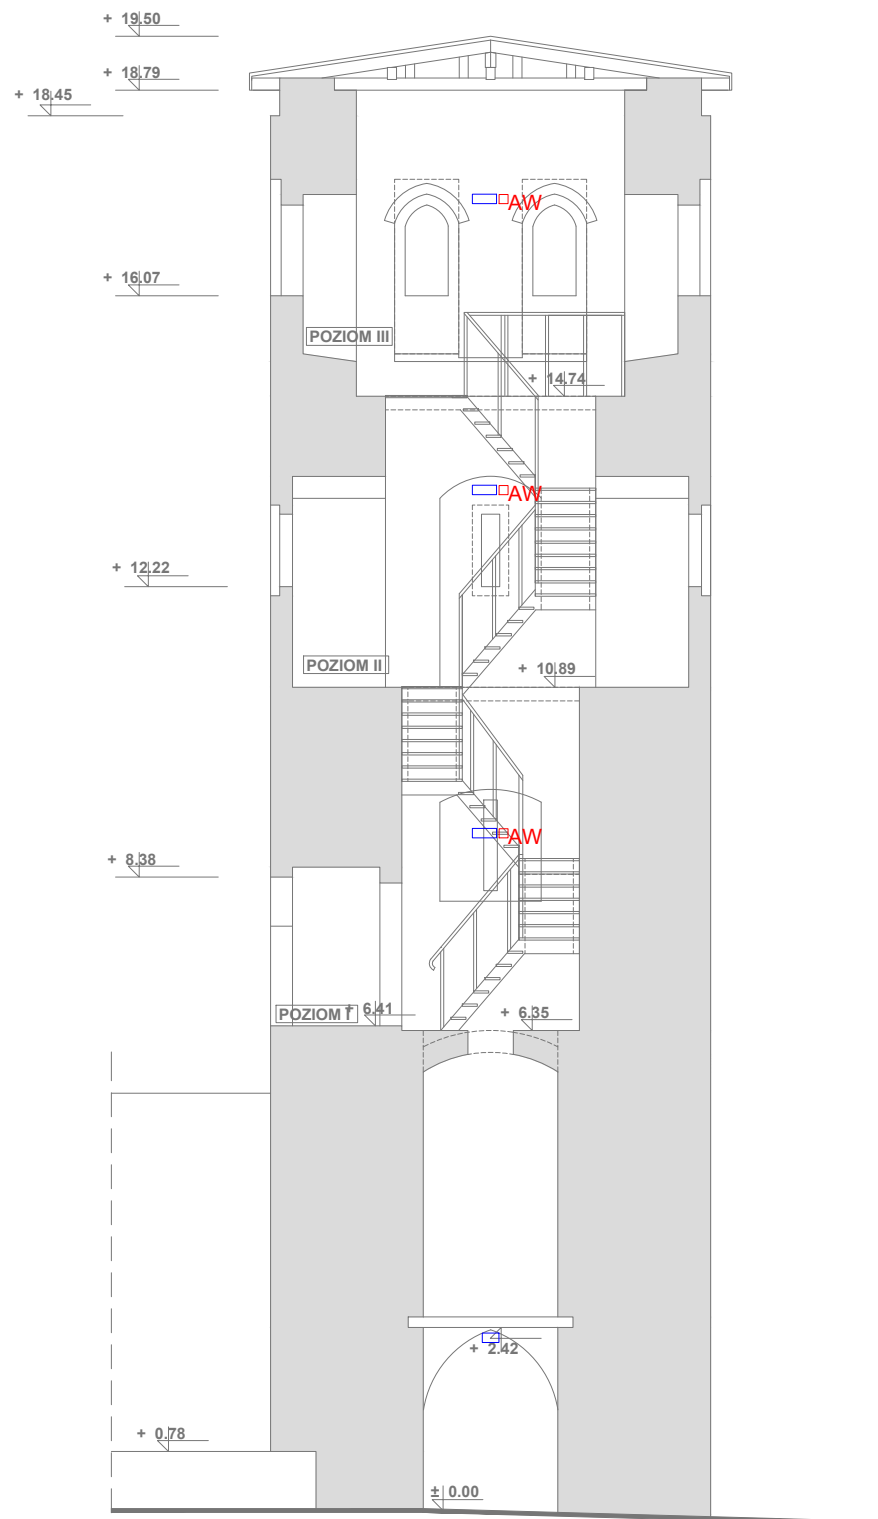 + 19.50
+ 18.79
+ 18.45
AW
+ 16.07
POZIOM III
+ 14.74
AW
+ 12.22
POZIOM II
+ 10.89
AW
+ 8.38
POZIOM I
+ 6.41
+ 6.35
+ 2.42
+ 0.78
± 0.00